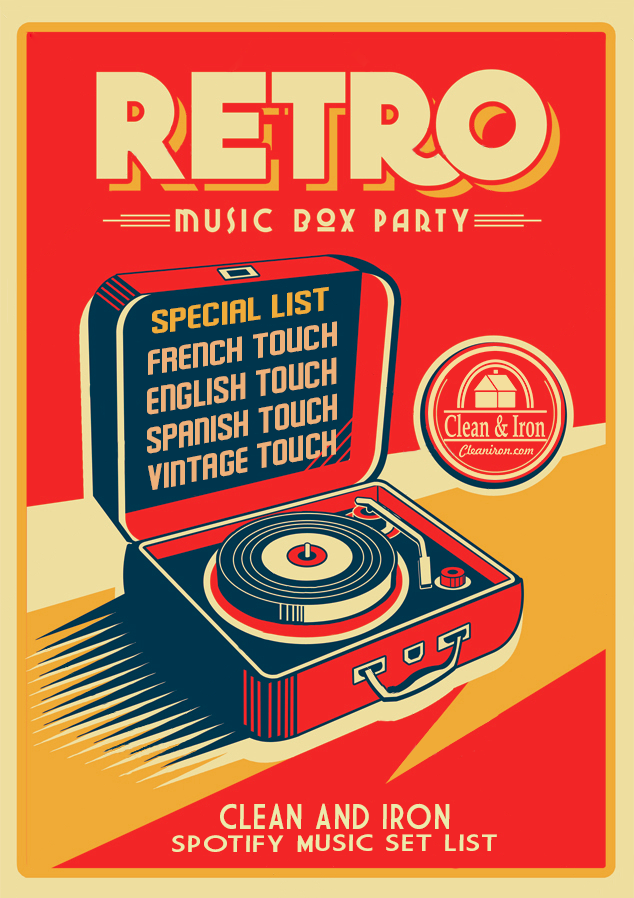 RETRO
MUSIC BOX PARTY
SPECIAL LIST
FRENCH TOUCH
ENGLISH TOUCH
SPANISH TOUCH
VINTAGE TOUCH
Clean & Iron
Cleaniron.com
CLEAN AND IRON
SPOTIFY MUSIC SET LIST